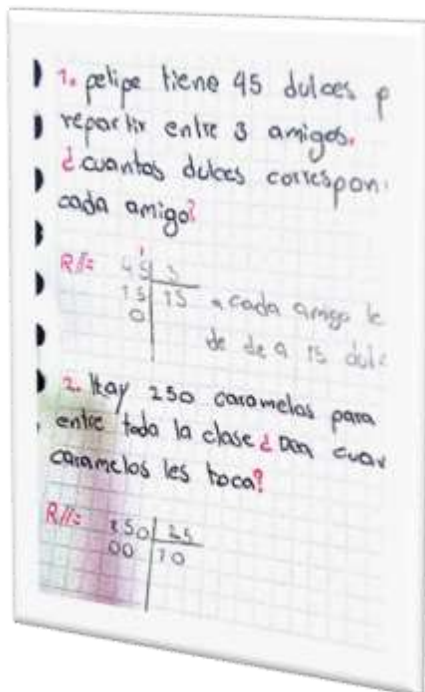 1. pelipe tiene 45 dulces p
repartir entre 3 amigos.
¿cuantos dulces correspon
cada amigo?
R//= 45 3
15 15 cada amigo le
0
de de a 15 dulc
2. Hay 250 caramelos para
entre toda la clase ¿
caramelos les toca?
R//= 250 25
00 10